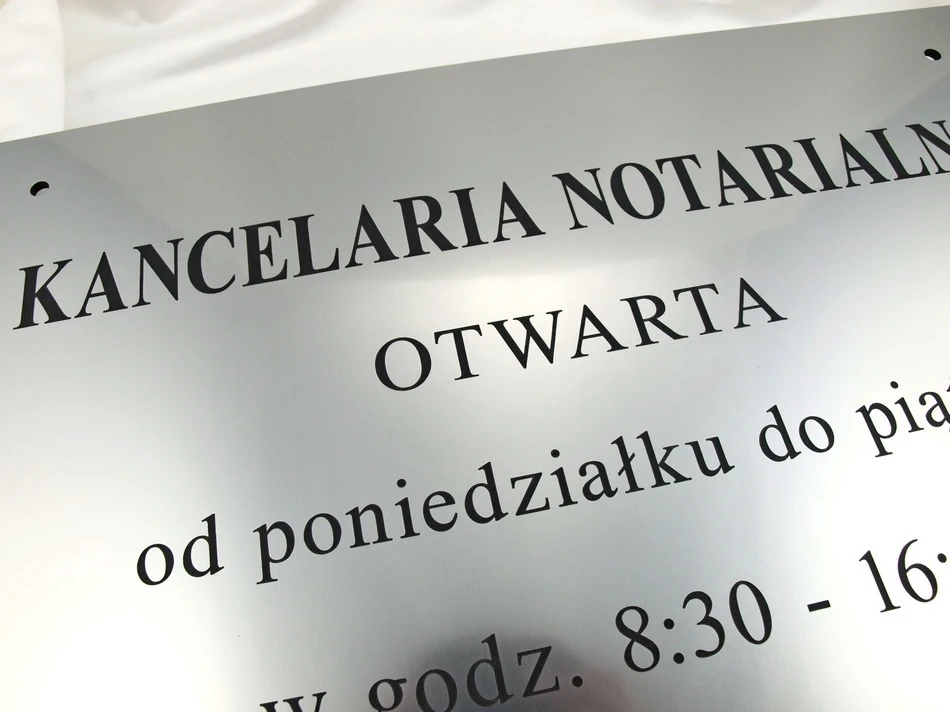 KANCELARIA NOTARIALN
OTWARTA
od poniedziałku do pią
w godz. 8:30 - 16